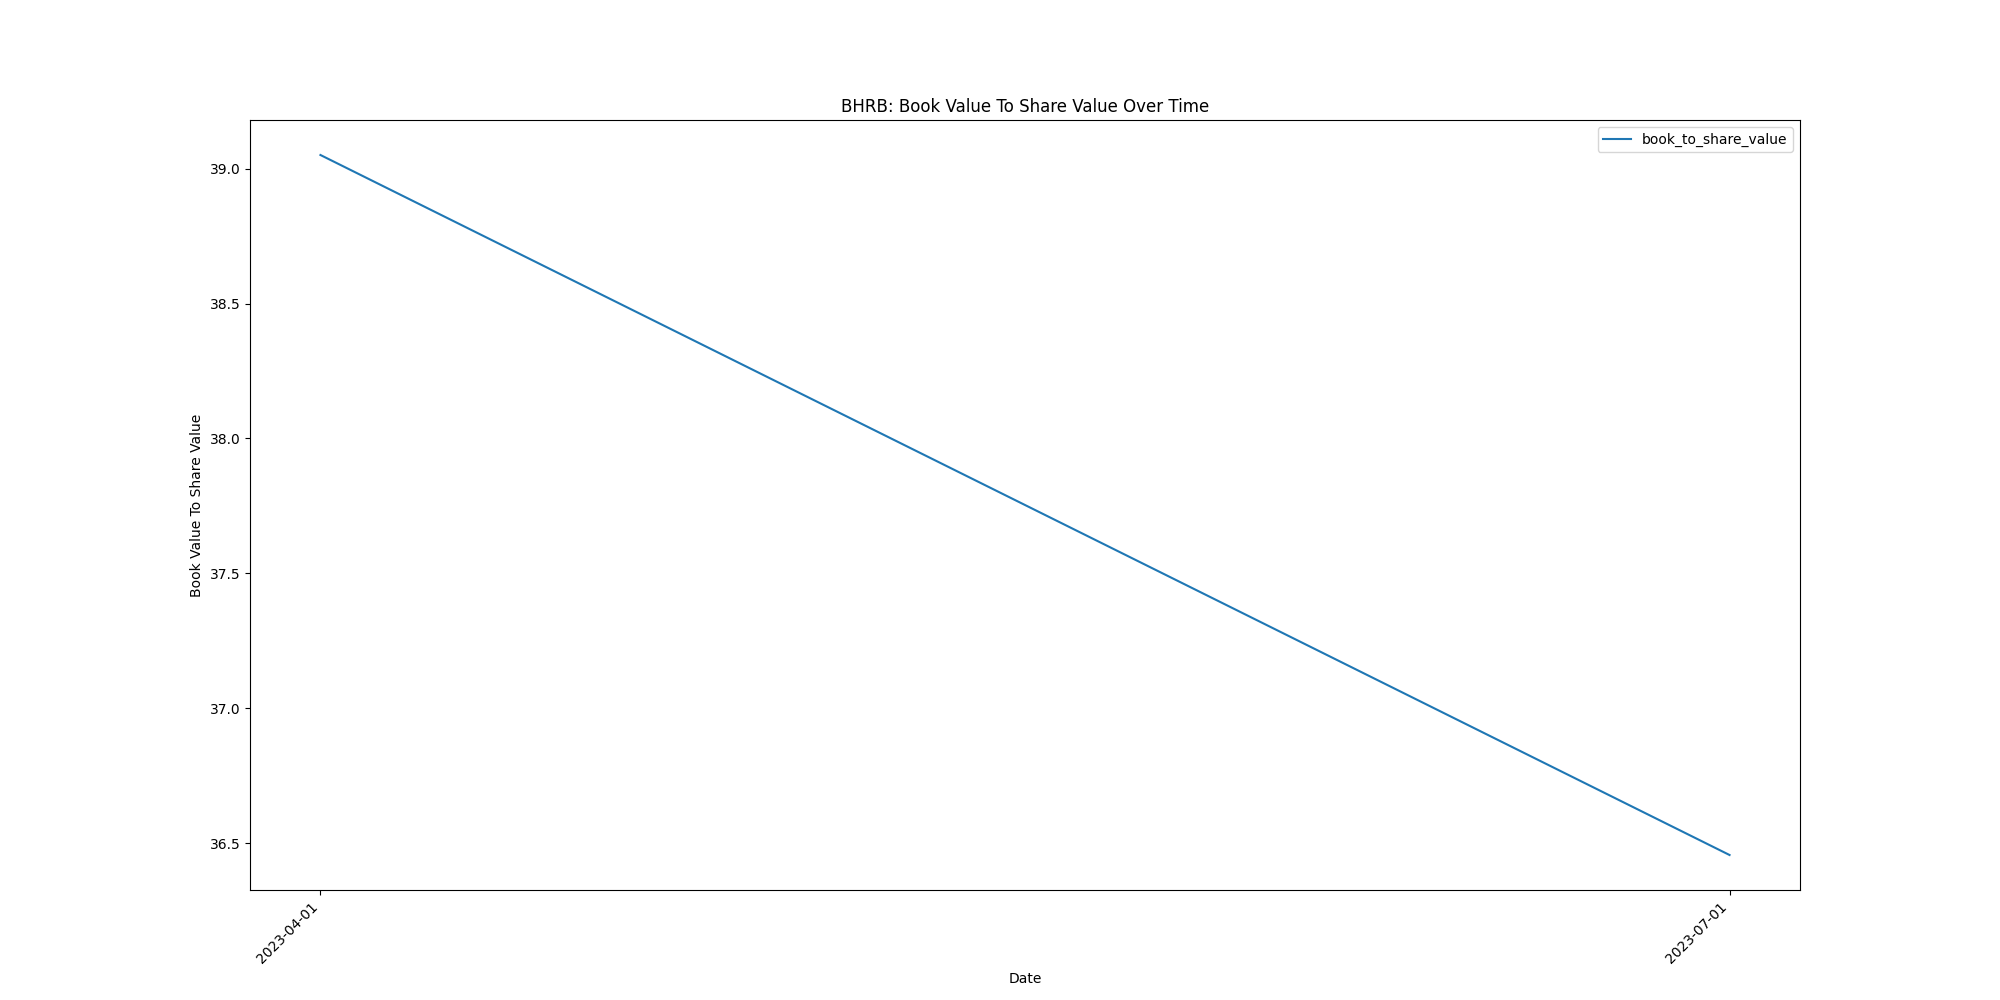 BHRB: Book Value To Share Value Over Time
book_to_share_value
Book Value To Share Value
39.0
38.5
38.0
37.5
37.0
36.5
2023-04-01
2023-07-01
Date